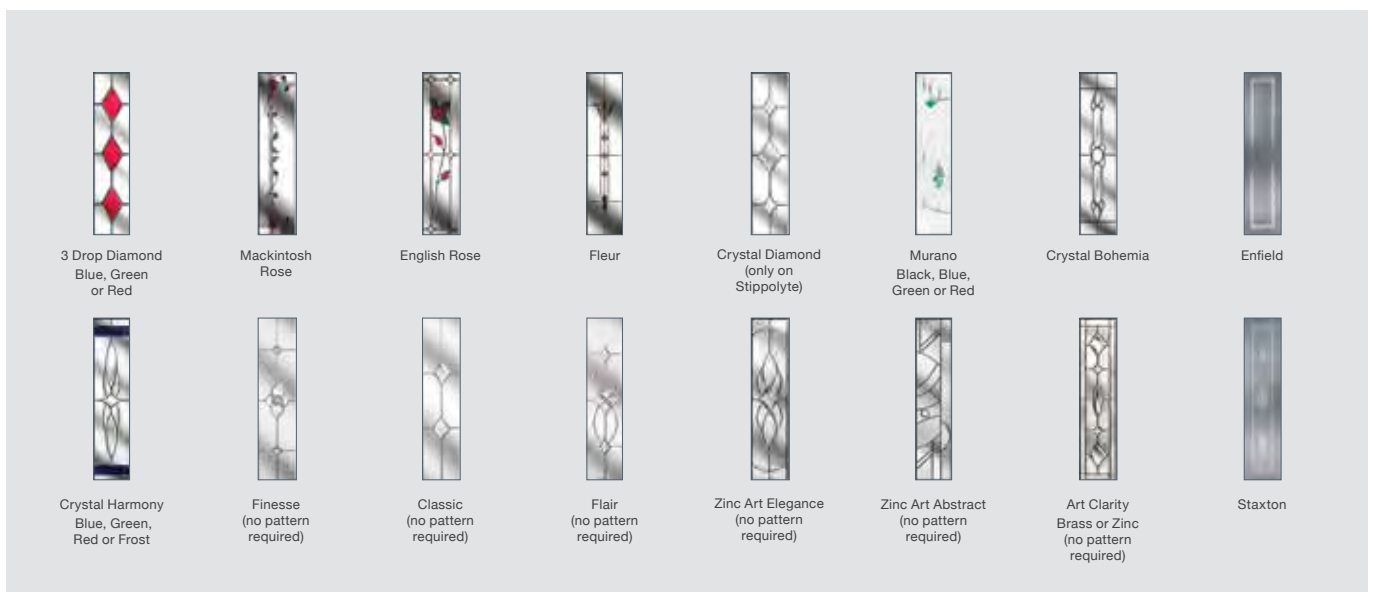 3 Drop Diamond
Blue, Green
or Red
Mackintosh
Rose
English Rose
Fleur
Crystal Diamond
(only on
Stippolyte)
Murano
Black, Blue,
Green or Red
Crystal Bohemia
Enfield
Crystal Harmony
Blue, Green,
Red or Frost
Finesse
(no pattern
required)
Classic
(no pattern
required)
Flair
(no pattern
required)
Zinc Art Elegance
(no pattern
required)
Zinc Art Abstract
(no pattern
required)
Art Clarity
Brass or Zinc
(no pattern
required)
Staxton